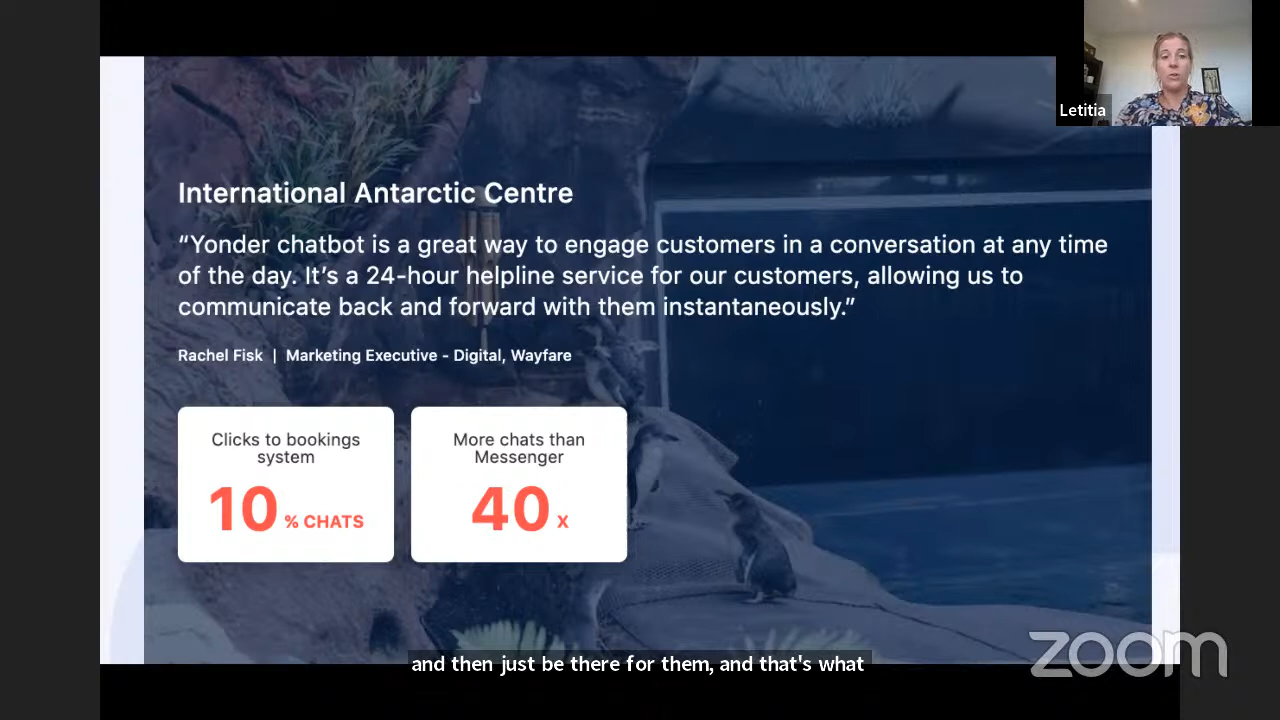 Letitia
International Antarctic Centre
“Yonder chatbot is a great way to engage customers in a conversation at any time
of the day. It’s a 24-hour helpline service for our customers, allowing us to
communicate back and forward with them instantaneously.”
Rachel Fisk | Marketing Executive - Digital, Wayfare
Clicks to bookings
system
10 % CHATS
More chats than
Messenger
40 X
zoom
and then just be there for them, and that's what